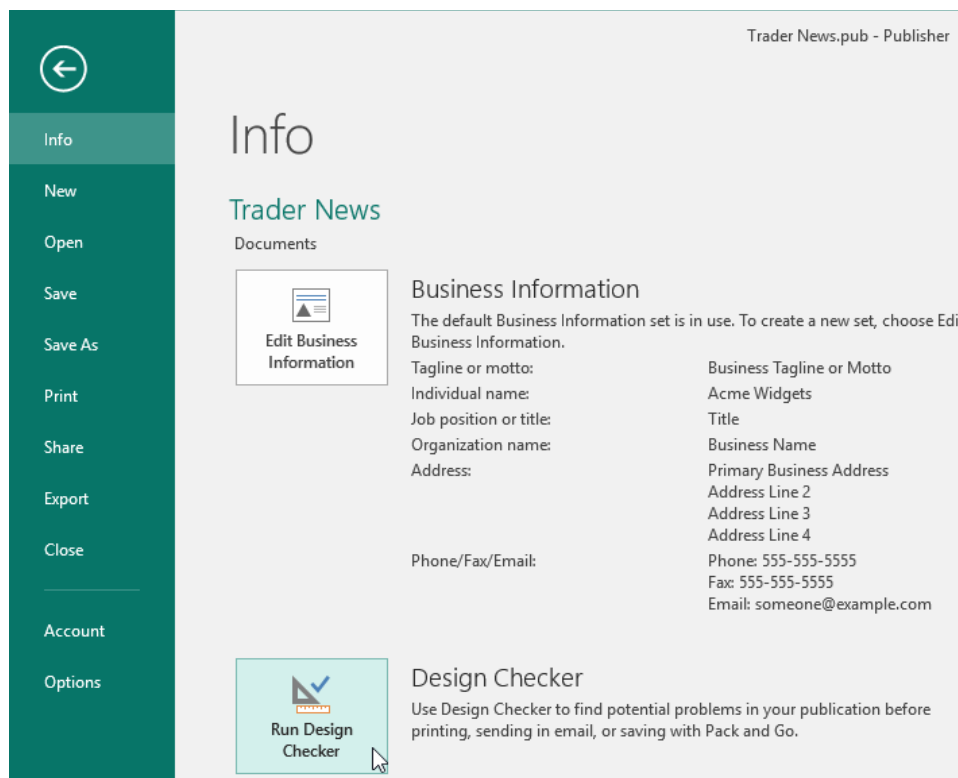 Trader News.pub - Publisher
Info
New
Open
Save
Save As
Print
Share
Export
Close
Account
Options
Info
Trader News
Documents
Edit Business
Information
Business Information
The default Business Information set is in use. To create a new set, choose Edi
Business Information.
Tagline or motto: Business Tagline or Motto
Individual name: Acme Widgets
Job position or title: Title
Organization name: Business Name
Address: Primary Business Address
Address Line 2
Address Line 3
Address Line 4
Phone/Fax/Email: Phone: 555-555-5555
Fax: 555-555-5555
Email: someone@example.com
Run Design
Checker
Design Checker
Use Design Checker to find potential problems in your publication before
printing, sending in email, or saving with Pack and Go.